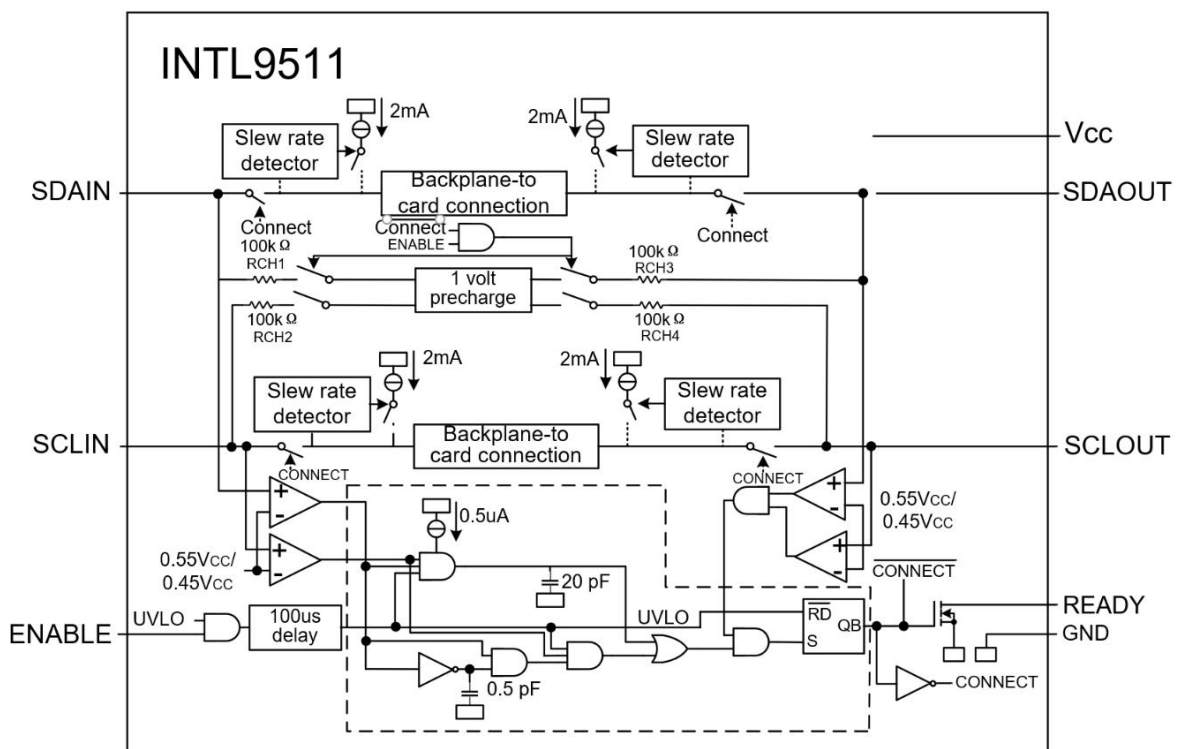 INTL9511
2mA
2mA
Vcc
Slew rate
detector
Slew rate
detector
SDAIN
Backplane-to
card connection
SDAOUT
Connect
Connect
ENABLE
Connect
100kΩ
RCH1
100kΩ
RCH3
1 volt
precharge
100kΩ
RCH2
100kΩ
RCH4
2mA
2mA
Slew rate
detector
Slew rate
detector
SCLIN
Backplane-to
card connection
SCLOUT
CONNECT
CONNECT
+
-
+
-
0.55VCC/
0.45VCC
0.5uA
+
-
+
-
0.55VCC/
0.45VCC
20 pF
CONNECT
UVLO
ENABLE
100us
delay
UVLO
RD
QB
S
READY
GND
0.5 pF
CONNECT